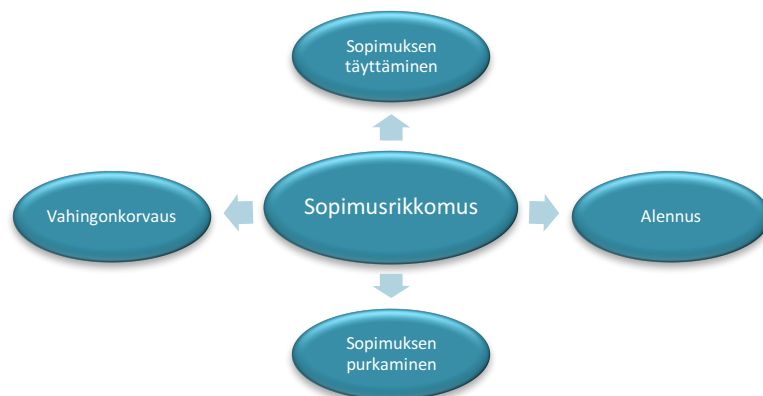 Sopimuksen
täyttäminen
Vahingonkorvaus
Sopimusrikkomus
Alennus
Sopimuksen
purkaminen